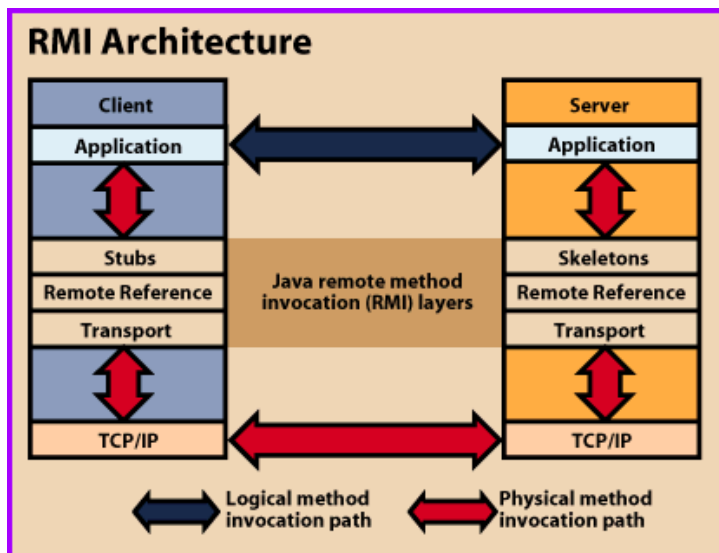 RMI Architecture
Client
Application
Stubs
Remote Reference
Transport
TCP/IP
Java remote method
invocation (RMI) layers
Server
Application
Skeletons
Remote Reference
Transport
TCP/IP
Logical method
invocation path
Physical method
invocation path